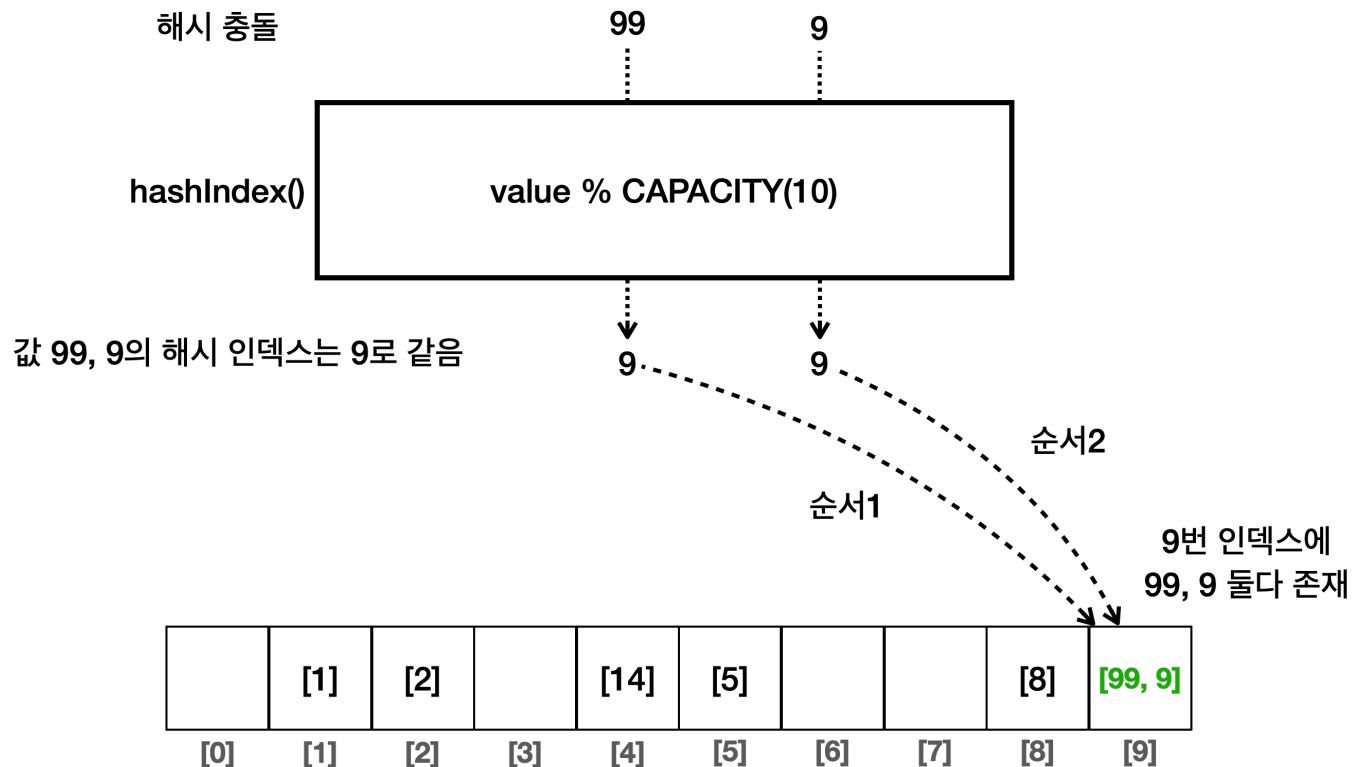 해시 충돌
99
9
hashIndex()
value % CAPACITY(10)
값 99, 9의 해시 인덱스는 9로 같음
9
9
순서2
순서1
9번 인덱스에
99, 9 둘다 존재
[1]
[2]
[14]
[5]
[8]
[99, 9]
[0]
[1]
[2]
[3]
[4]
[5]
[6]
[7]
[8]
[9]